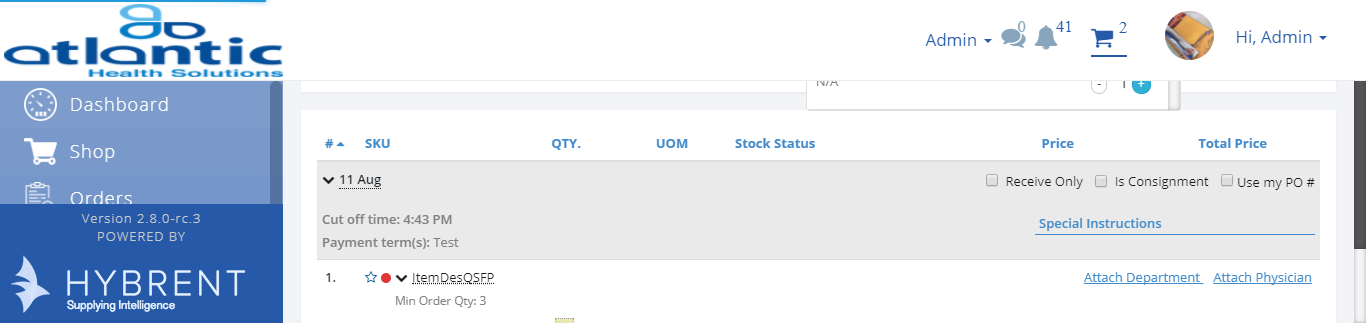 atlantic
Health Solutions
Admin
0
41
2
Hi, Admin
Dashboard
Shop
Orders
Version 2.8.0-rc.3
POWERED BY
HYBRENT
Supplying Intelligence
N/A
- 1 +
# SKU QTY. UOM Stock Status Price Total Price
11 Aug
Receive Only Is Consignment Use my PO #
Cut off time: 4:43 PM
Special Instructions
Payment term(s): Test
1. ItemDesQSFP Attach Department Attach Physician
Min Order Qty: 3